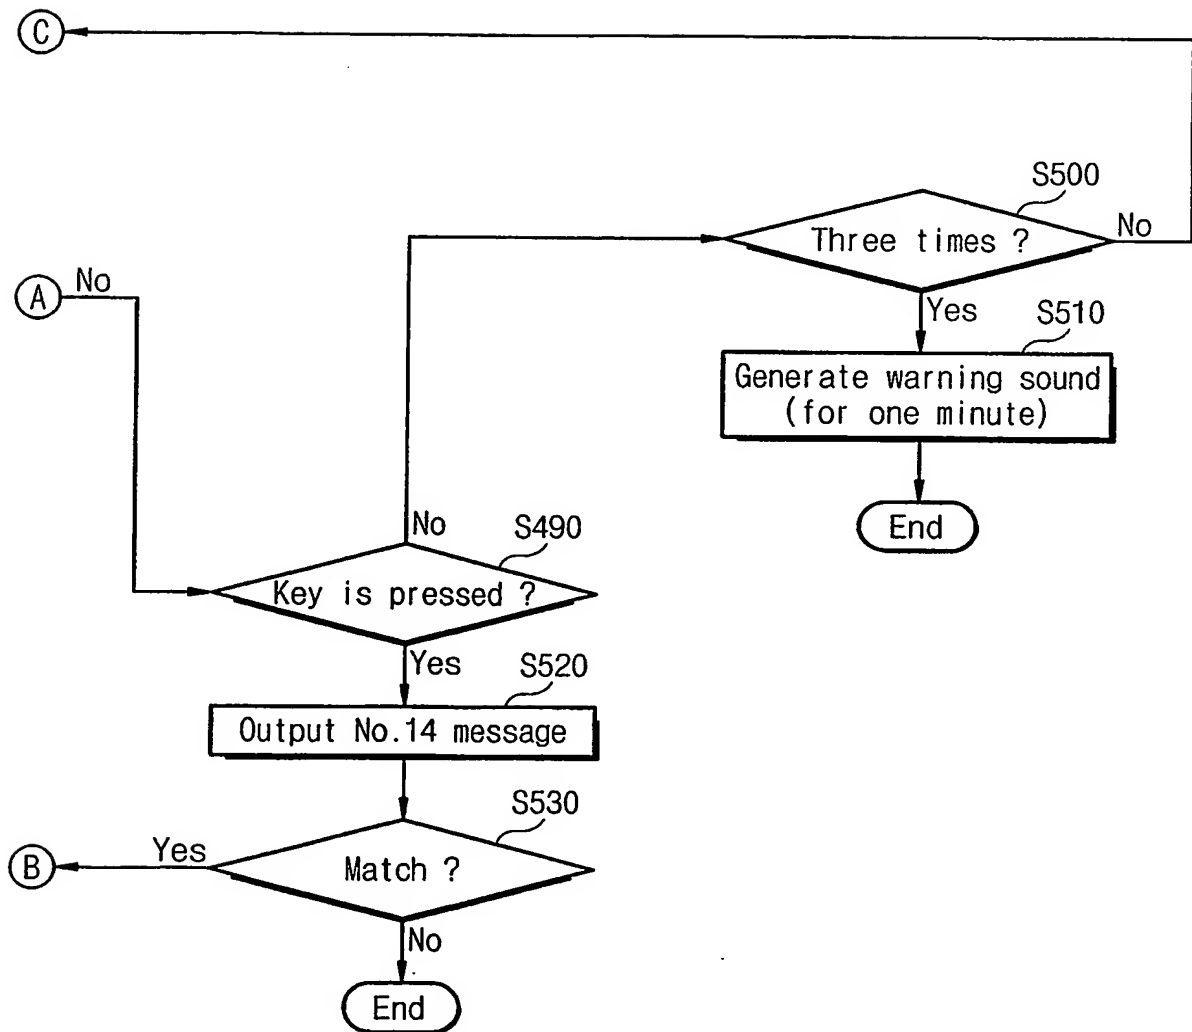 C
S500
Three times ?
No
A
No
Yes
S510
Generate warning sound
(for one minute)
End
No
S490
Key is pressed ?
Yes
S520
Output No.14 message
S530
B
Yes
Match ?
No
End